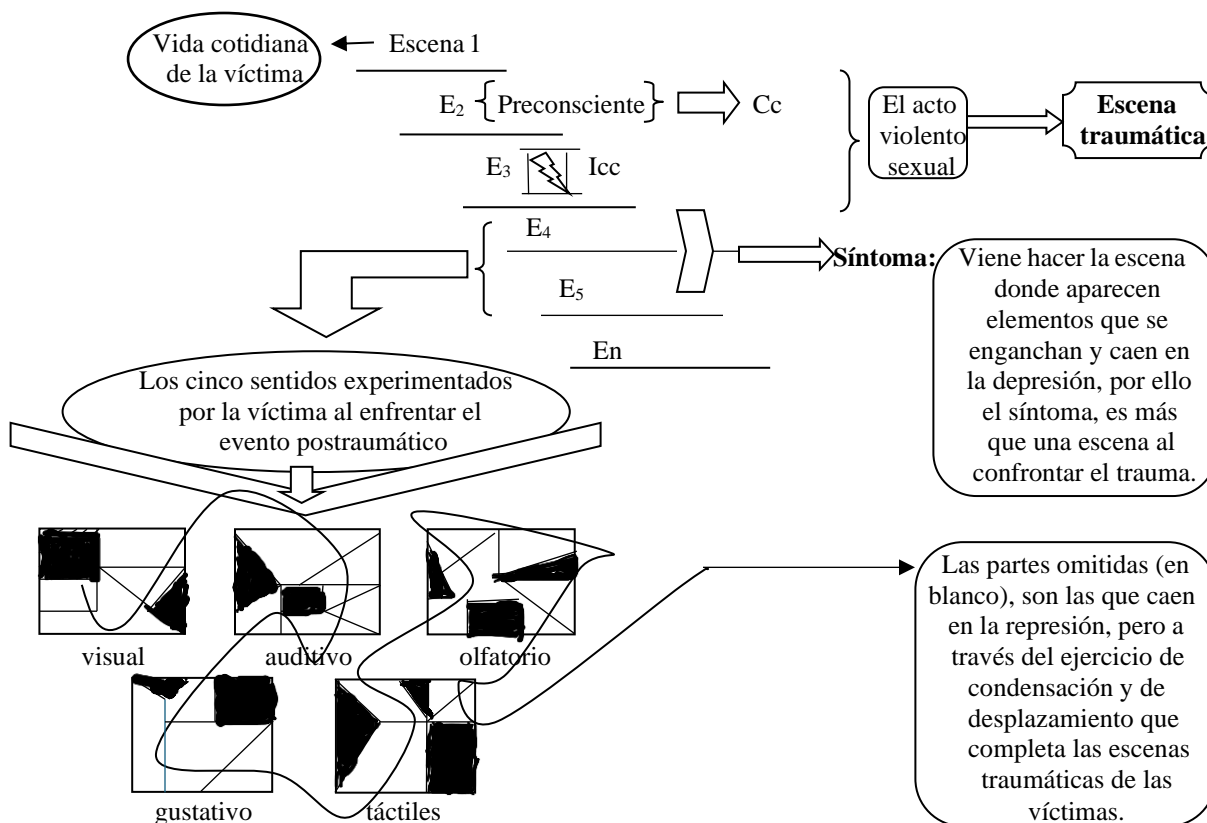 Vida cotidiana
de la víctima
Escena 1
E2
Preconsciente
Cc
El acto
violento
sexual
Escena
traumática
E3
Icc
E4
Síntoma:
Viene hacer la escena
donde aparecen
elementos que se
enganchan y caen en
la depresión, por ello
el síntoma, es más
que una escena al
confrontar el trauma.
E5
En
Los cinco sentidos experimentados
por la víctima al enfrentar el
evento postraumático
visual
auditivo
olfatorio
gustativo
táctiles
Las partes omitidas (en
blanco), son las que caen
en la represión, pero a
través del ejercicio de
condensación y de
desplazamiento que
completa las escenas
traumáticas de las
víctimas.